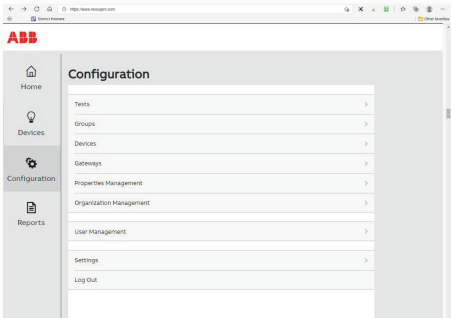 https://www.nexuspro.com
Other favorites
ABB
Home
Devices
Configuration
Reports
Configuration
Tests
Groups
Devices
Gateways
Properties Management
Organization Management
User Management
Settings
Log Out